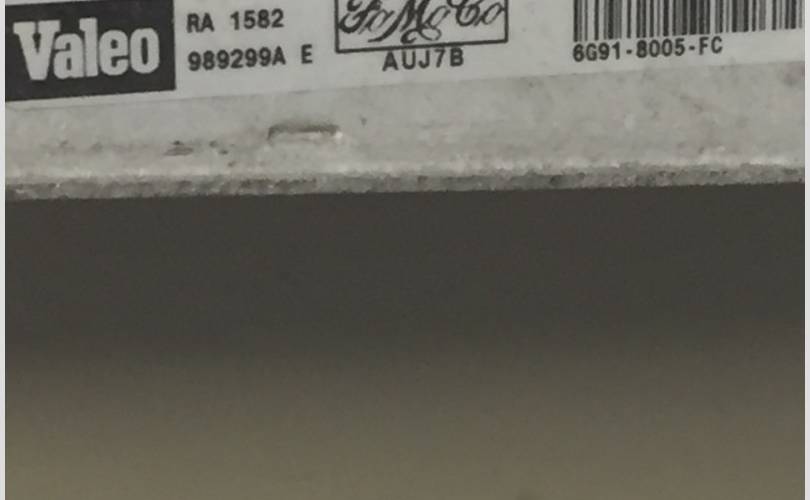 Valeo
RA 1582
989299A E
FoMoCo
AUJ7B
6G91-8005-FC